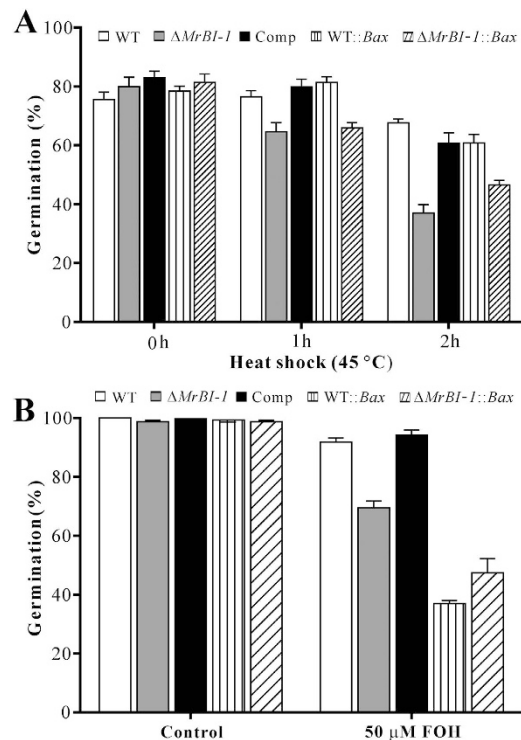 A
WT ΔMrBI-1 Comp WT::Bax ΔMrBI-1::Bax
Germination (%)
100
80
60
40
20
0
0h 1h 2h
Heat shock (45 °C)
B
WT ΔMrBI-1 Comp WT::Bax ΔMrBI-1::Bax
Germination (%)
100
80
60
40
20
0
Control 50 μM FOH